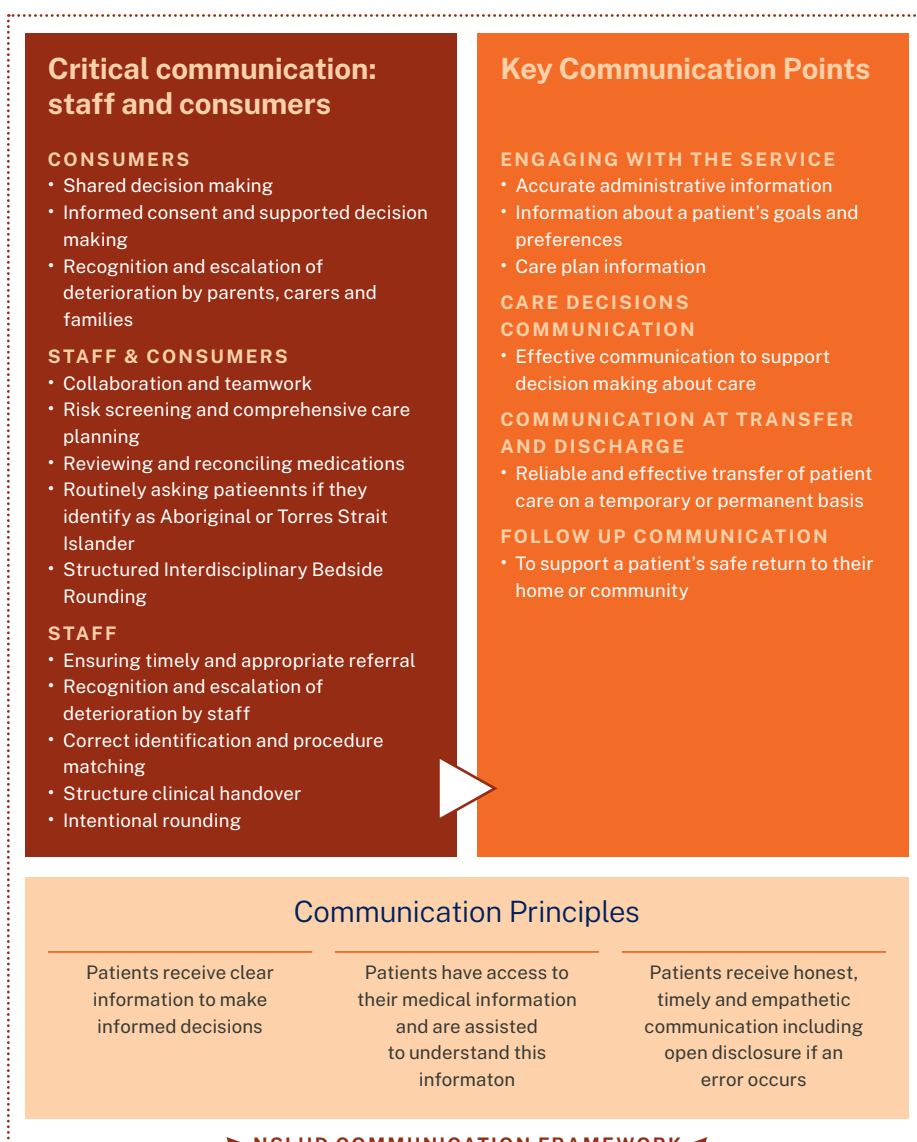 Critical communication:
staff and consumers
CONSUMERS
• Shared decision making
• Informed consent and supported decision
making
• Recognition and escalation of
deterioration by parents, carers and
families
STAFF & CONSUMERS
• Collaboration and teamwork
• Risk screening and comprehensive care
planning
• Reviewing and reconciling medications
• Routinely asking patieennts if they
identify as Aboriginal or Torres Strait
Islander
• Structured Interdisciplinary Bedside
Rounding
STAFF
• Ensuring timely and appropriate referral
• Recognition and escalation of
deterioration by staff
• Correct identification and procedure
matching
• Structure clinical handover
• Intentional rounding
Key Communication Points
ENGAGING WITH THE SERVICE
• Accurate administrative information
• Information about a patient's goals and
preferences
• Care plan information
CARE DECISIONS
COMMUNICATION
• Effective communication to support
decision making about care
COMMUNICATION AT TRANSFER
AND DISCHARGE
• Reliable and effective transfer of patient
care on a temporary or permanent basis
FOLLOW UP COMMUNICATION
• To support a patient's safe return to their
home or community
Communication Principles
Patients receive clear
information to make
informed decisions
Patients have access to
their medical information
and are assisted
to understand this
informaton
Patients receive honest,
timely and empathetic
communication including
open disclosure if an
error occurs
NSLHD COMMUNICATION FRAMEWORK